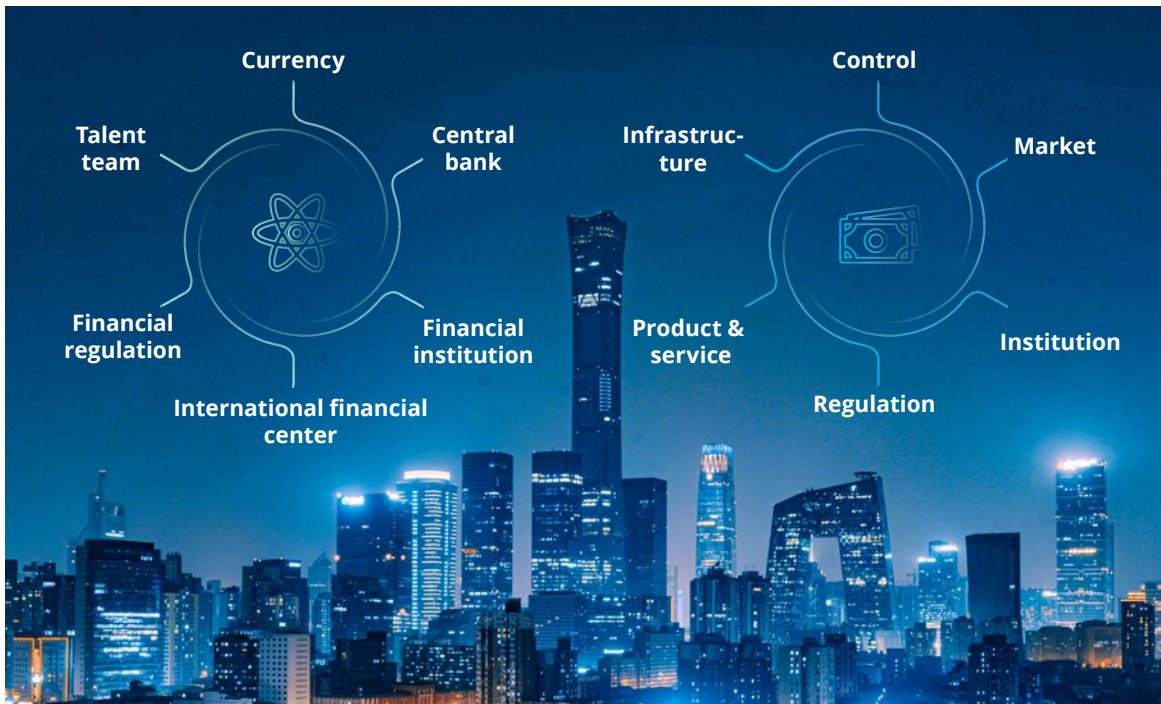 Currency
Talent
team
Central
bank
Financial
regulation
Financial
institution
International financial
center
Control
Infrastruc-
ture
Market
Product &
service
Institution
Regulation